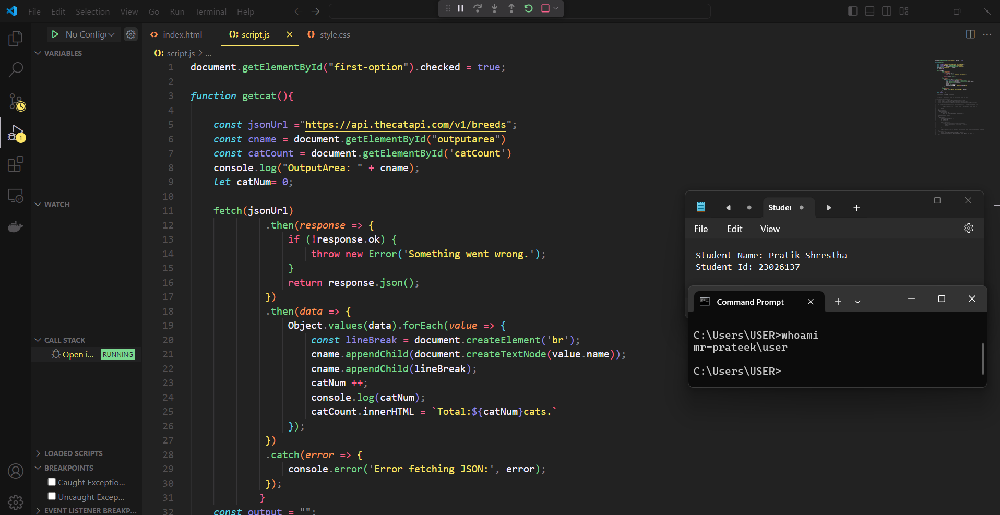 File Edit Selection View Go Run Terminal Help
No Config
index.html
script.js
style.css
VARIABLES
WATCH
CALL STACK
Open i...
RUNNING
LOADED SCRIPTS
BREAKPOINTS
Caught Exceptio...
Uncaught Excep...
EVENT LISTENER BREAKP...
script.js > ...
1 document.getElementById("first-option").checked = true;
2
3 function getcat(){
4
5 const jsonUrl ="https://api.thecatapi.com/v1/breeds";
6 const cname = document.getElementById("outputarea")
7 const catCount = document.getElementById('catCount')
8 console.log("OutputArea: " + cname);
9 let catNum= 0;
10
11 fetch(jsonUrl)
12 .then(response => {
13 if (!response.ok) {
14 throw new Error('Something went wrong.');
15 }
16 return response.json();
17 })
18 .then(data => {
19 Object.values(data).forEach(value => {
20 const lineBreak = document.createElement('br');
21 cname.appendChild(document.createTextNode(value.name));
22 cname.appendChild(lineBreak);
23 catNum ++;
24 console.log(catNum);
25 catCount.innerHTML = `Total:${catNum}cats.`
26 });
27 })
28 .catch(error => {
29 console.error('Error fetching JSON:', error);
30 });
31 }
32 const output = "";
Studer
File Edit View
Student Name: Pratik Shrestha
Student Id: 23026137
Command Prompt
C:\Users\USER>whoami
mr-prateek\user
C:\Users\USER>